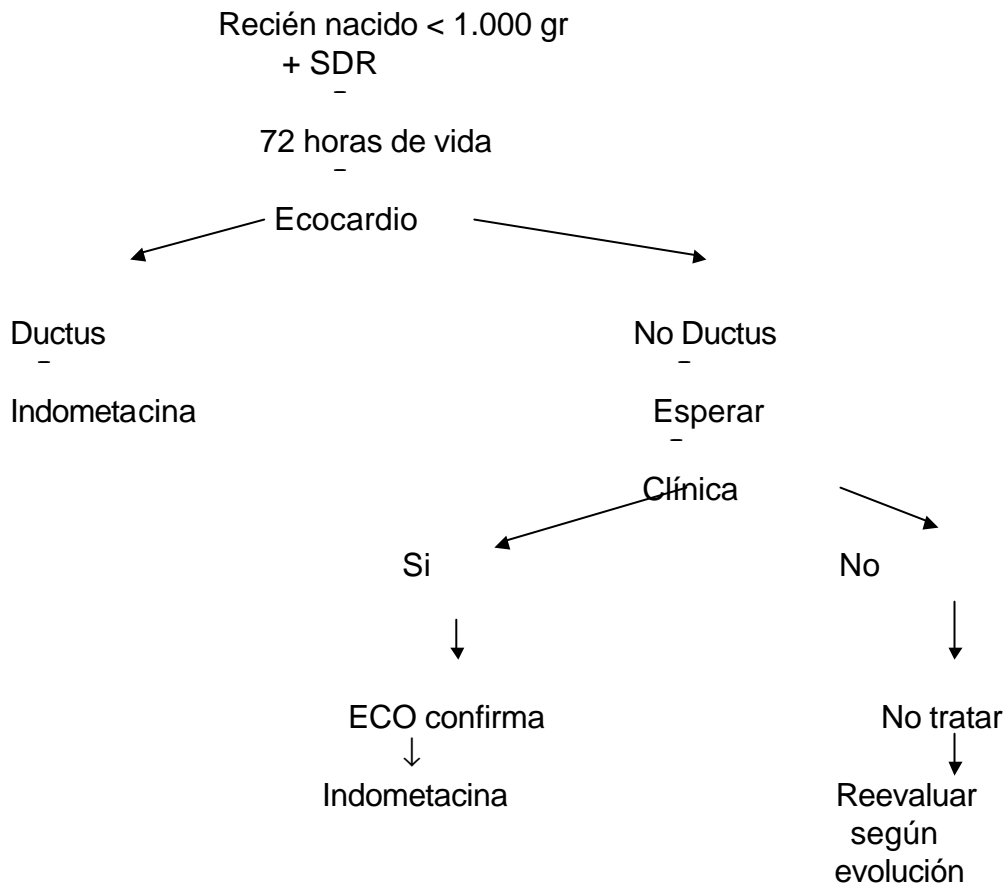 Recién nacido < 1.000 gr
+ SDR
72 horas de vida
Ecocardio
Ductus
No Ductus
Indometacina
Esperar
Clínica
Si
No
ECO confirma
No tratar
Indometacina
Reevaluar
según
evolución